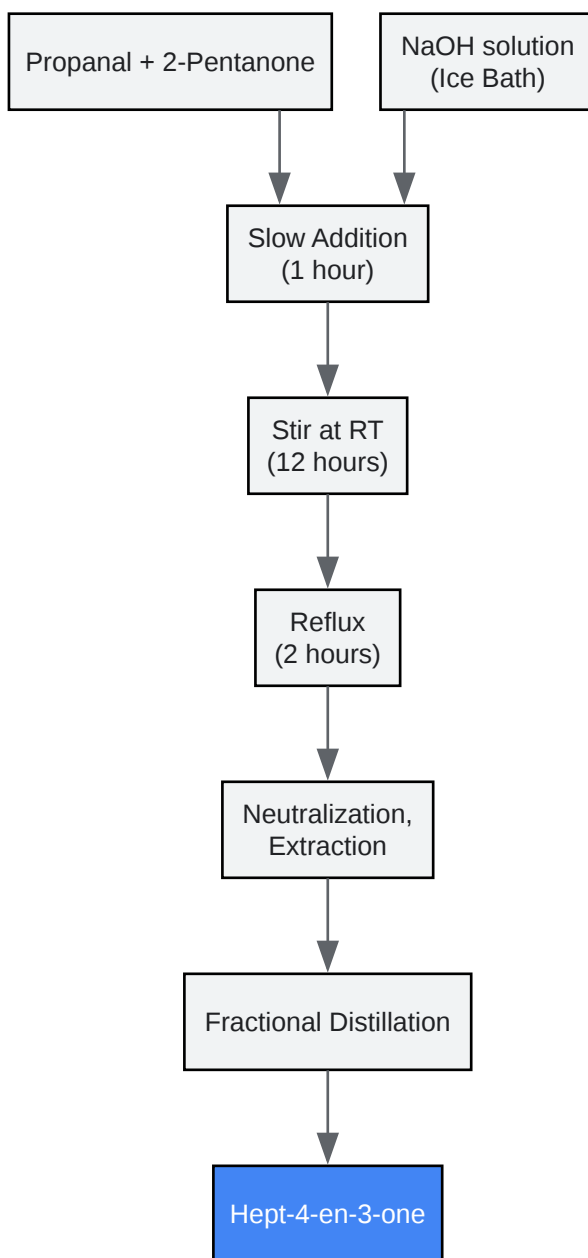 Propanal + 2-Pentanone
NaOH solution
(Ice Bath)
Slow Addition
(1 hour)
Stir at RT
(12 hours)
Reflux
(2 hours)
Neutralization,
Extraction
Fractional Distillation
Hept-4-en-3-one